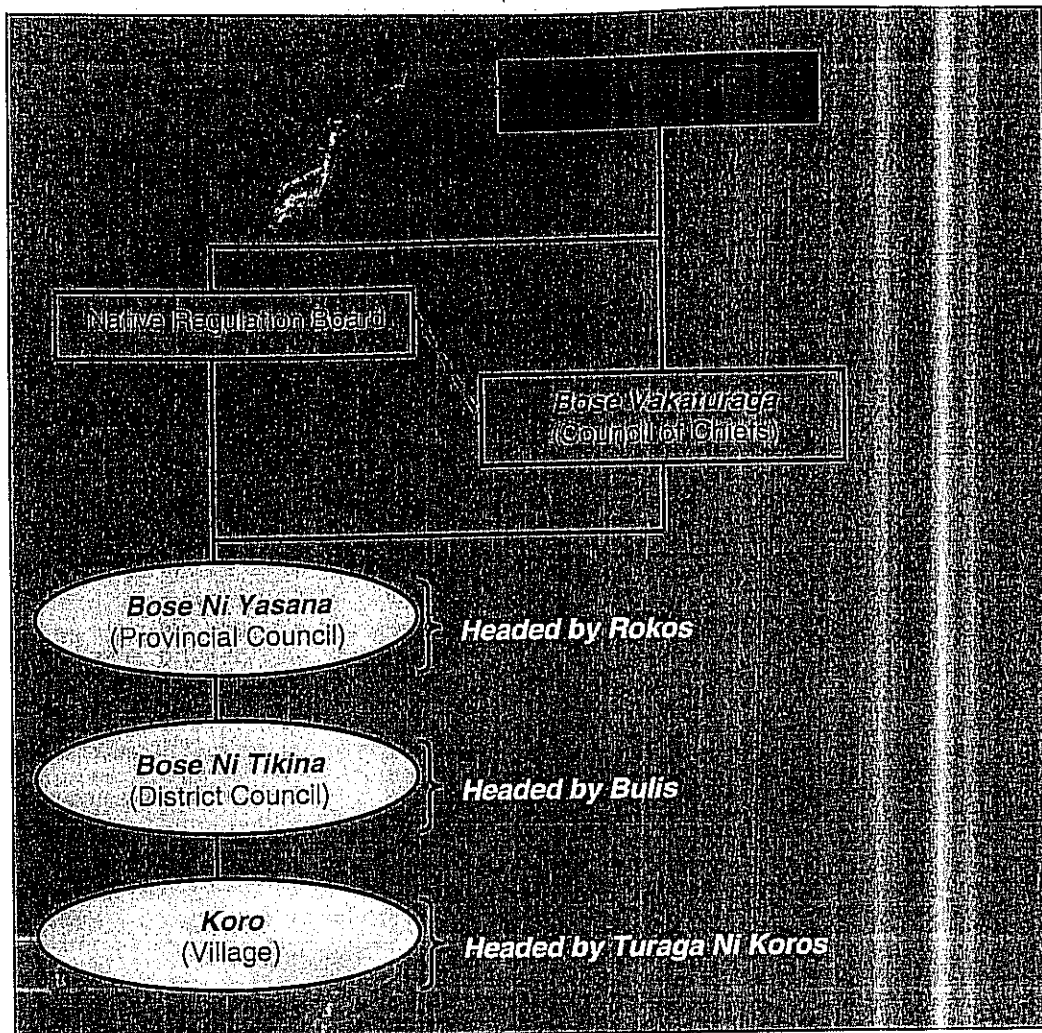 Native Regulation Board
Bose Vakaturaga
(Council of Chiefs)
Bose Ni Yasana
(Provincial Council)
Headed by Rokos
Bose Ni Tikina
(District Council)
Headed by Bulis
Koro
(Village)
Headed by Turaga Ni Koros